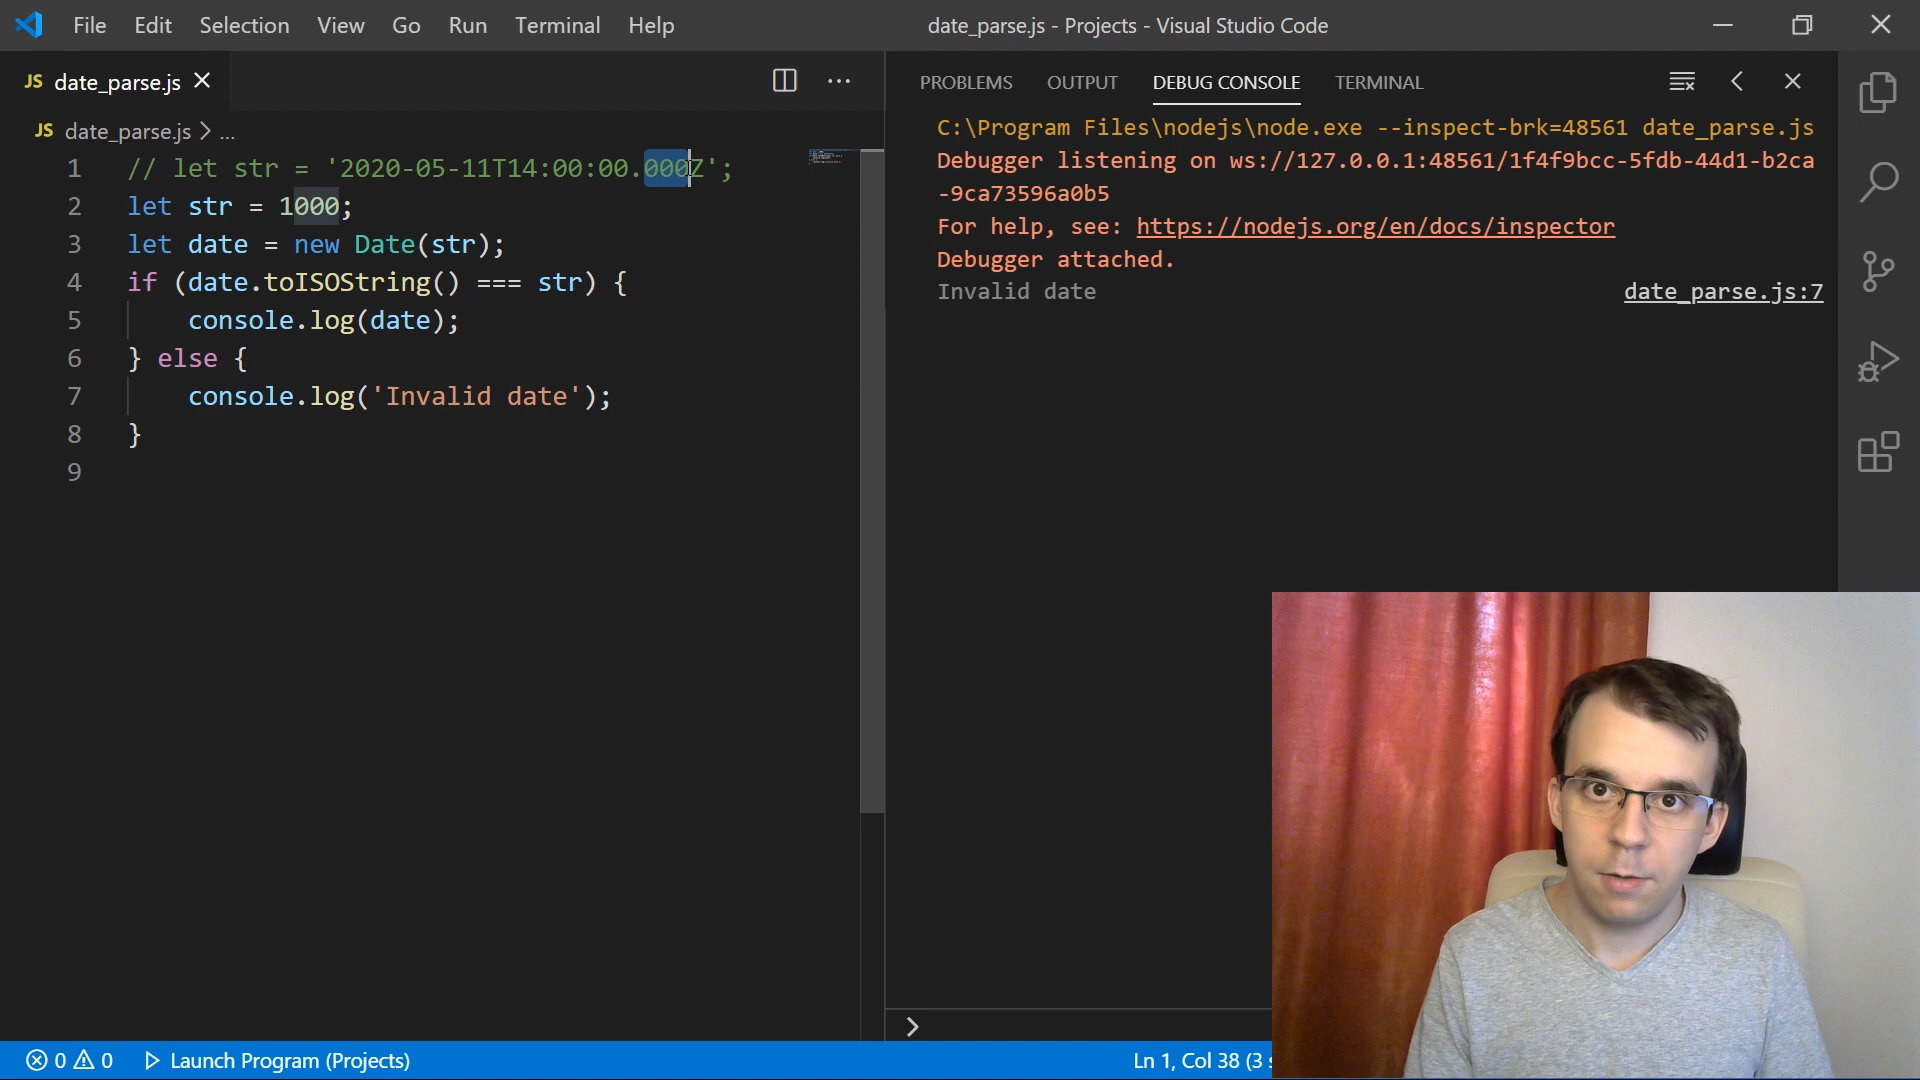 File Edit Selection View Go Run Terminal Help
date_parse.js - Projects - Visual Studio Code
JS date_parse.js
JS date_parse.js > ...
1 // let str = '2020-05-11T14:00:00.000Z';
2 let str = 1000;
3 let date = new Date(str);
4 if (date.toISOString() === str) {
5 console.log(date);
6 } else {
7 console.log('Invalid date');
8 }
9
PROBLEMS OUTPUT DEBUG CONSOLE TERMINAL
C:\Program Files\nodejs\node.exe --inspect-brk=48561 date_parse.js
Debugger listening on ws://127.0.0.1:48561/1f4f9bcc-5fdb-44d1-b2ca
-9ca73596a0b5
For help, see: https://nodejs.org/en/docs/inspector
Debugger attached.
Invalid date date_parse.js:7
0 0 Launch Program (Projects)
Ln 1, Col 38 (3 s